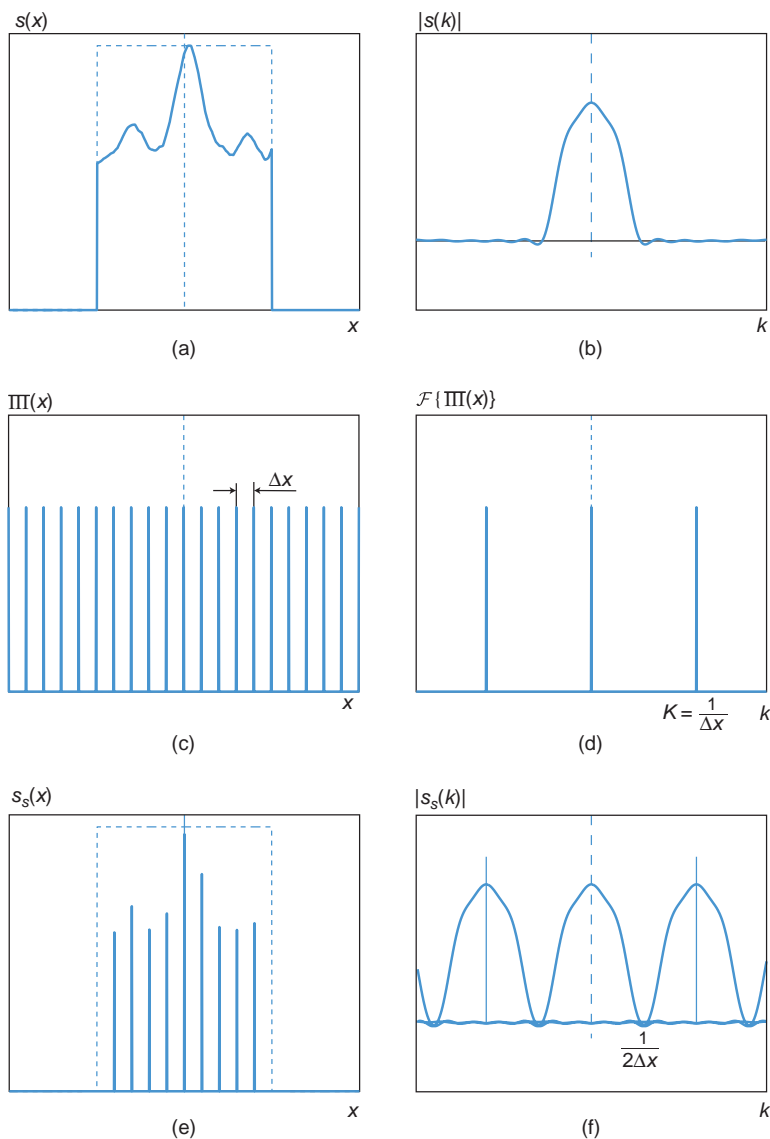 s(x)
|s(k)|
x
k
(a)
(b)
Ш(x)
ℱ{Ш(x)}
Δx
x
K = 1/Δx
k
(c)
(d)
s_s(x)
|s_s(k)|
1/2Δx
x
k
(e)
(f)